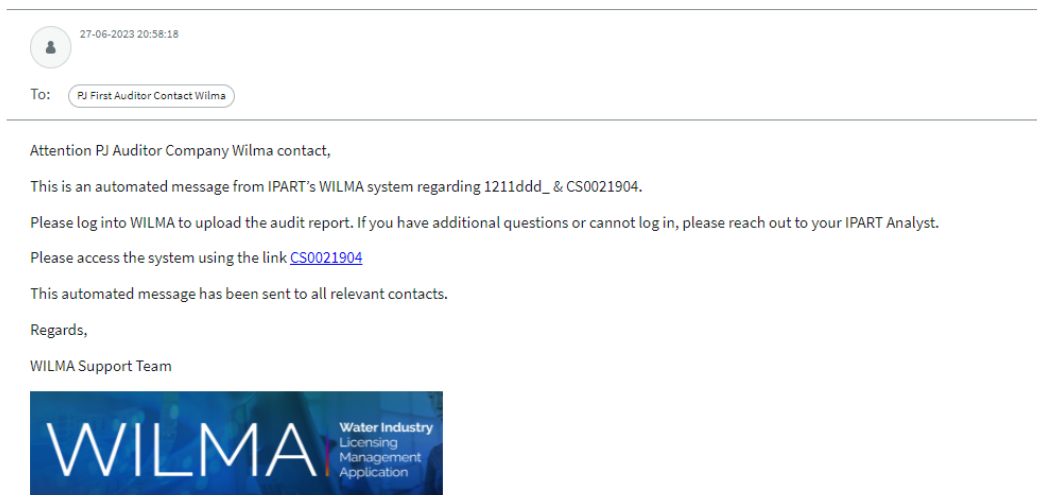 27-06-2023 20:58:18
To: PJ First Auditor Contact Wilma
Attention PJ Auditor Company Wilma contact,
This is an automated message from IPART's WILMA system regarding 1211ddd_ & CS0021904.
Please log into WILMA to upload the audit report. If you have additional questions or cannot log in, please reach out to your IPART Analyst.
Please access the system using the link CS0021904
This automated message has been sent to all relevant contacts.
Regards,
WILMA Support Team
WILMA
Water Industry
Licensing
Management
Application